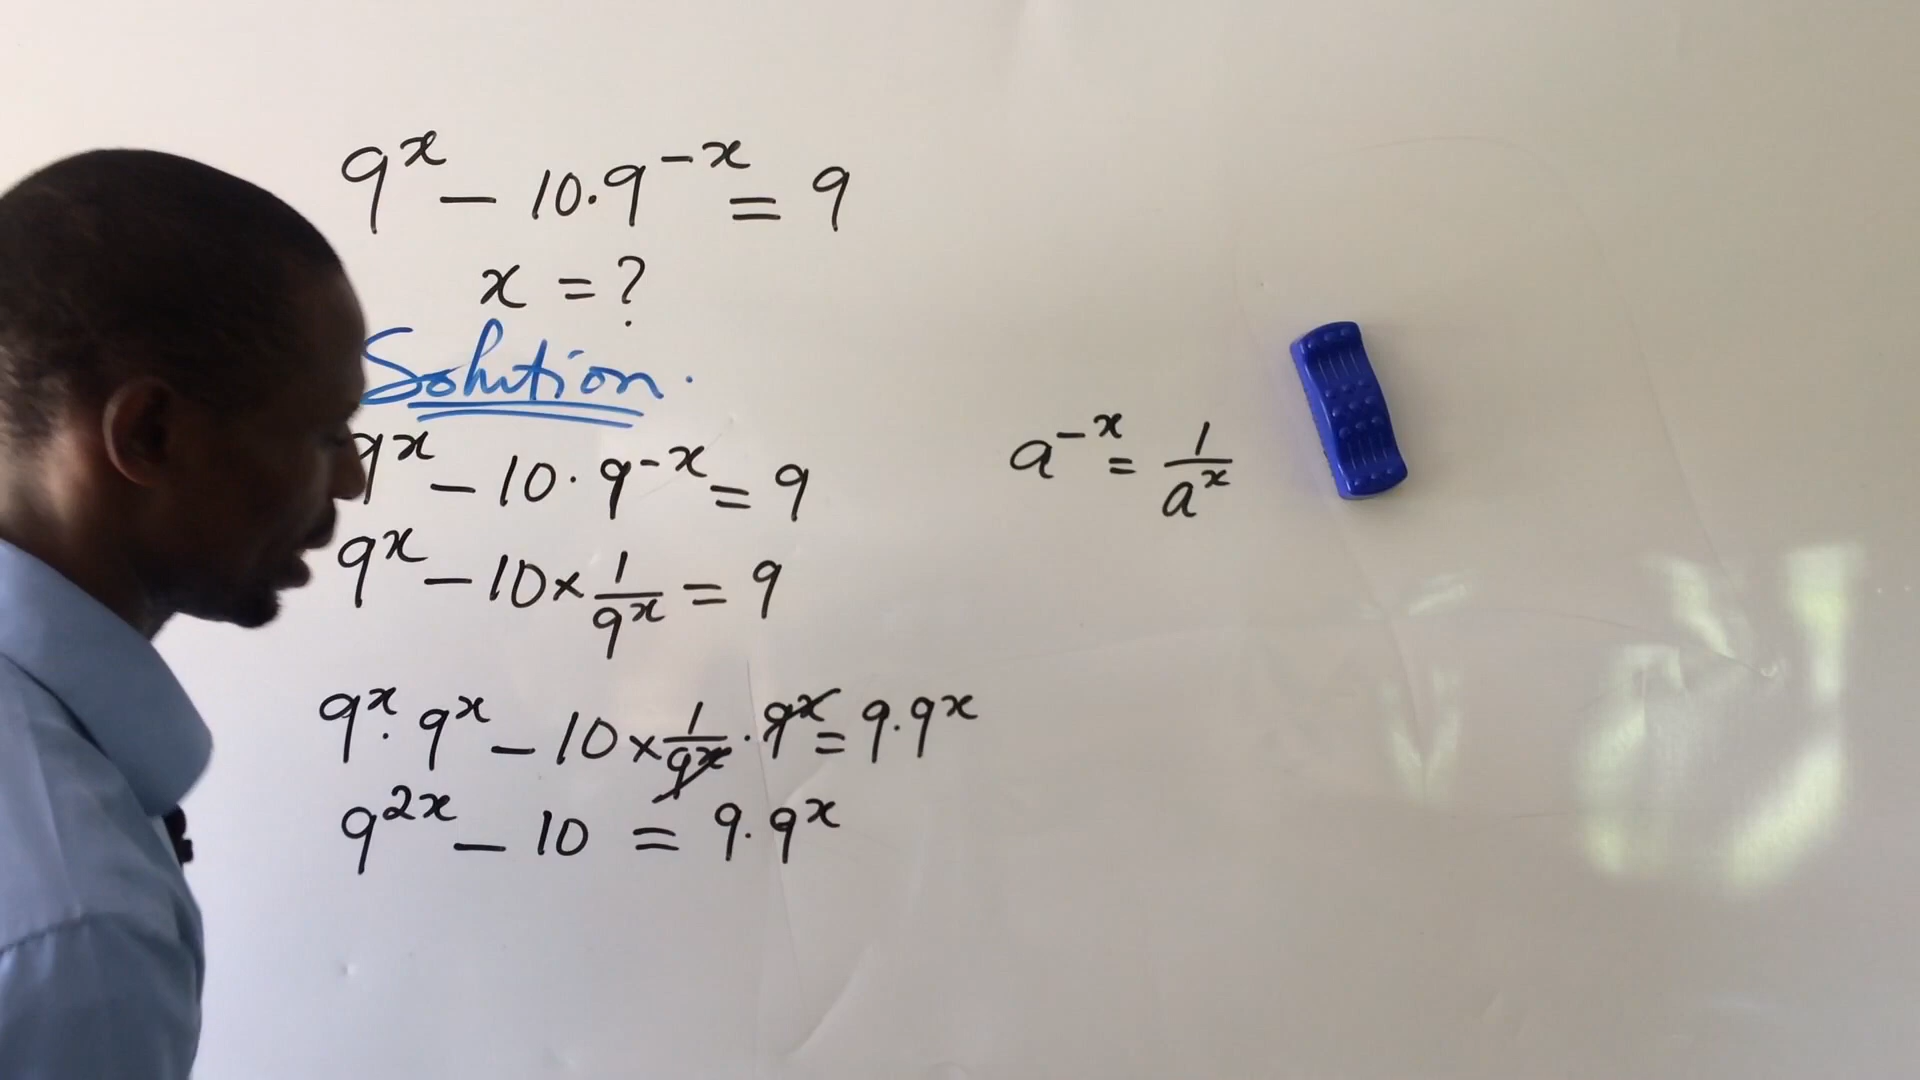 9^x - 10·9^-x = 9
x = ?
Solution.
9^x - 10·9^-x = 9
a^-x = 1/a^x
9^x - 10 × 1/9^x = 9
9^x·9^x - 10 × 1/9^x · 9^x = 9·9^x
9^2x - 10 = 9·9^x